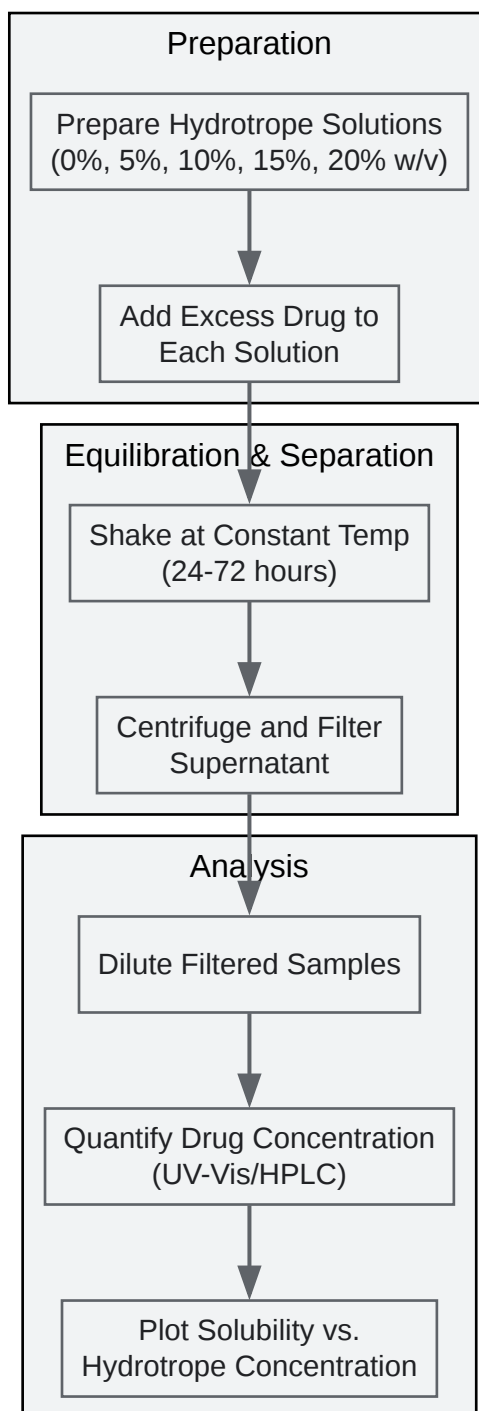 Preparation
Prepare Hydrotrope Solutions
(0%, 5%, 10%, 15%, 20% w/v)
Add Excess Drug to
Each Solution
Equilibration & Separation
Shake at Constant Temp
(24-72 hours)
Centrifuge and Filter
Supernatant
Analysis
Dilute Filtered Samples
Quantify Drug Concentration
(UV-Vis/HPLC)
Plot Solubility vs.
Hydrotrope Concentration